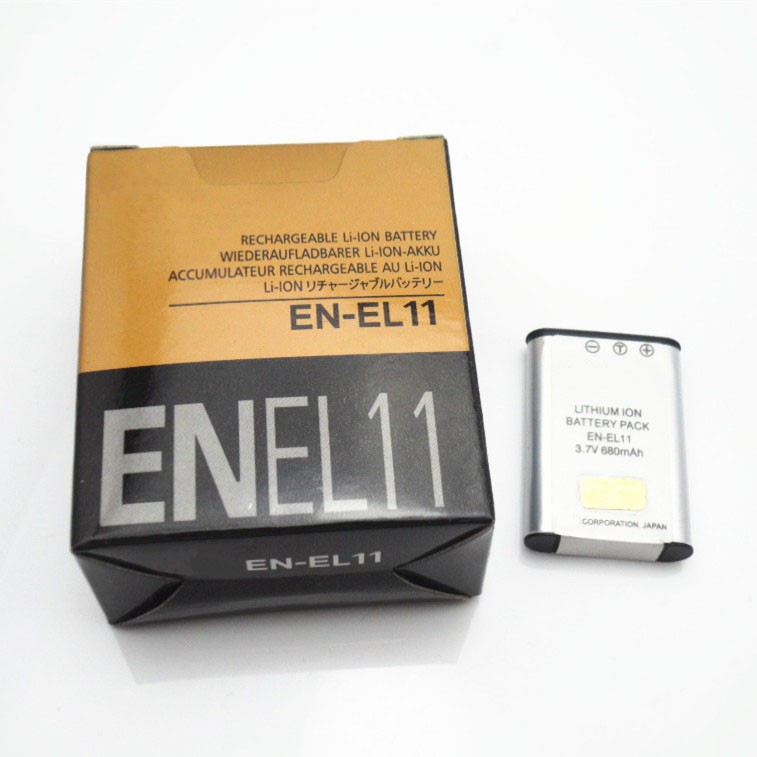 RECHARGEABLE Li-ION BATTERY
WIEDERAUFLADBARER Li-ION-AKKU
ACCUMULATEUR RECHARGEABLE AU Li-ION
Li-ION リチャージャブルバッテリー
EN-EL11
ENEL11
EN-EL11
- T +
LITHIUM ION
BATTERY PACK
EN-EL11
3.7V 680mAh
CORPORATION, JAPAN